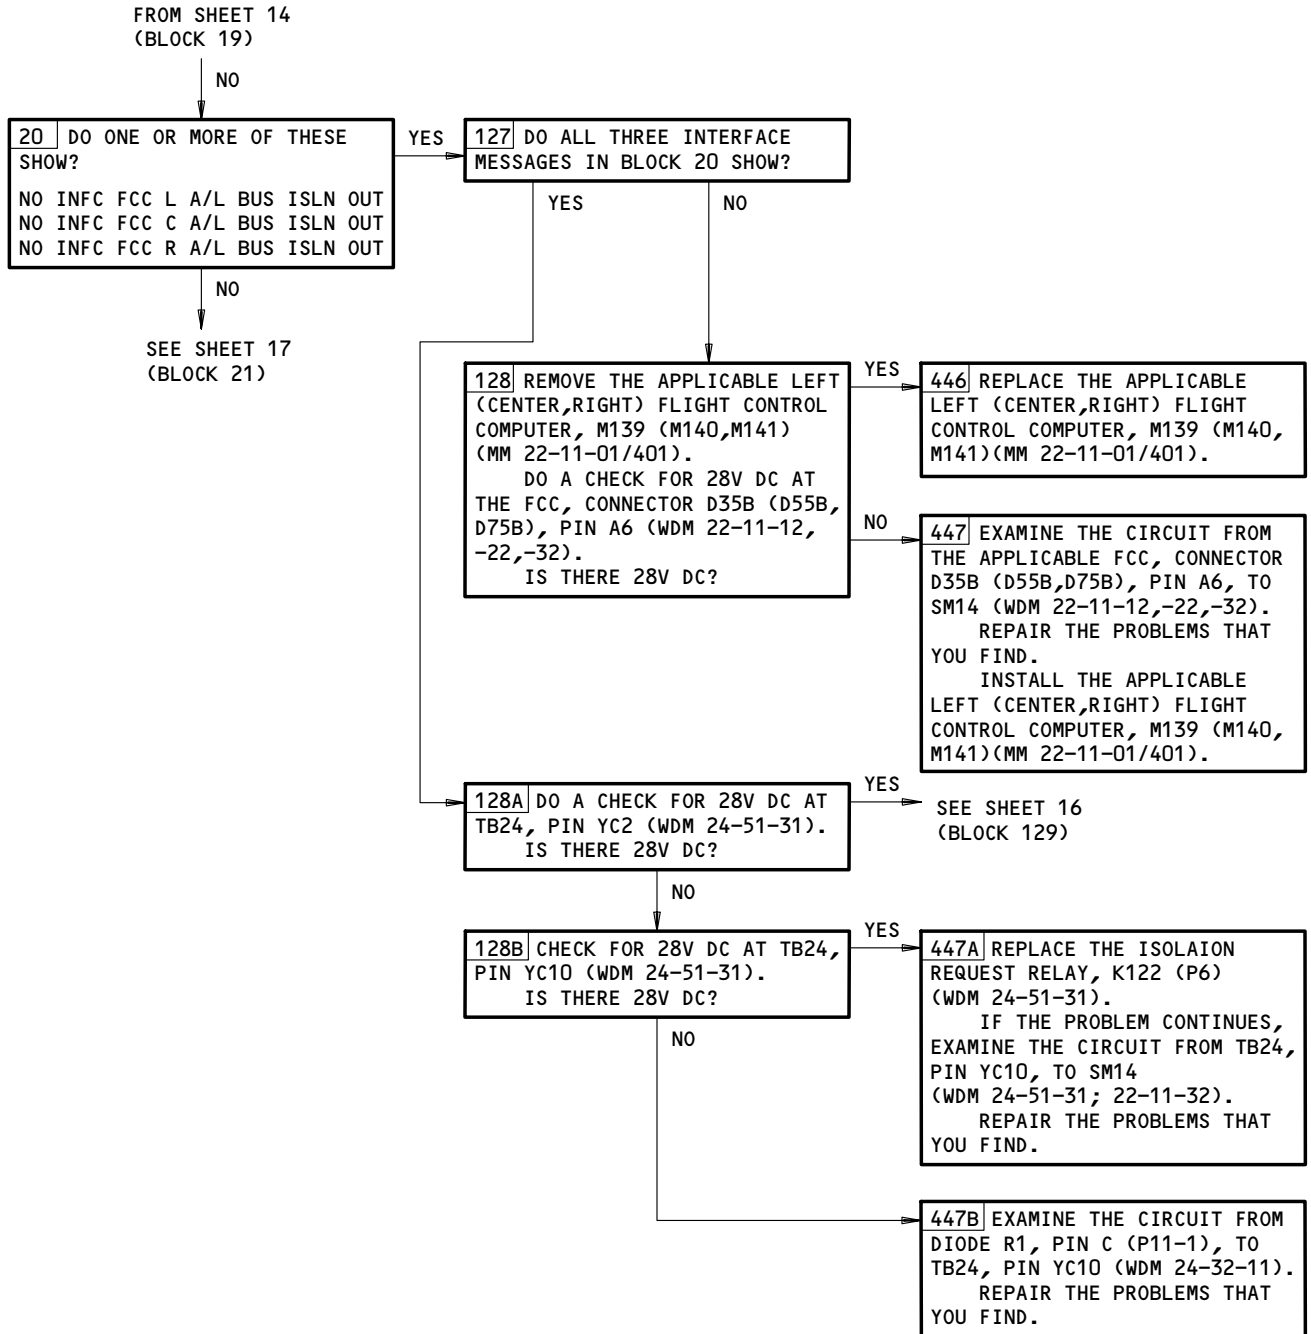 FROM SHEET 14
(BLOCK 19)
NO
20 DO ONE OR MORE OF THESE
SHOW?
NO INFC FCC L A/L BUS ISLN OUT
NO INFC FCC C A/L BUS ISLN OUT
NO INFC FCC R A/L BUS ISLN OUT
YES
127 DO ALL THREE INTERFACE
MESSAGES IN BLOCK 20 SHOW?
YES
NO
NO
SEE SHEET 17
(BLOCK 21)
128 REMOVE THE APPLICABLE LEFT
(CENTER,RIGHT) FLIGHT CONTROL
COMPUTER, M139 (M140,M141)
(MM 22-11-01/401).
DO A CHECK FOR 28V DC AT
THE FCC, CONNECTOR D35B (D55B,
D75B), PIN A6 (WDM 22-11-12,
-22,-32).
IS THERE 28V DC?
YES
446 REPLACE THE APPLICABLE
LEFT (CENTER,RIGHT) FLIGHT
CONTROL COMPUTER, M139 (M140,
M141)(MM 22-11-01/401).
NO
447 EXAMINE THE CIRCUIT FROM
THE APPLICABLE FCC, CONNECTOR
D35B (D55B,D75B), PIN A6, TO
SM14 (WDM 22-11-12,-22,-32).
REPAIR THE PROBLEMS THAT
YOU FIND.
INSTALL THE APPLICABLE
LEFT (CENTER,RIGHT) FLIGHT
CONTROL COMPUTER, M139 (M140,
M141)(MM 22-11-01/401).
128A DO A CHECK FOR 28V DC AT
TB24, PIN YC2 (WDM 24-51-31).
IS THERE 28V DC?
YES
SEE SHEET 16
(BLOCK 129)
NO
128B CHECK FOR 28V DC AT TB24,
PIN YC10 (WDM 24-51-31).
IS THERE 28V DC?
YES
447A REPLACE THE ISOLAION
REQUEST RELAY, K122 (P6)
(WDM 24-51-31).
IF THE PROBLEM CONTINUES,
EXAMINE THE CIRCUIT FROM TB24,
PIN YC10, TO SM14
(WDM 24-51-31; 22-11-32).
REPAIR THE PROBLEMS THAT
YOU FIND.
NO
447B EXAMINE THE CIRCUIT FROM
DIODE R1, PIN C (P11-1), TO
TB24, PIN YC10 (WDM 24-32-11).
REPAIR THE PROBLEMS THAT
YOU FIND.